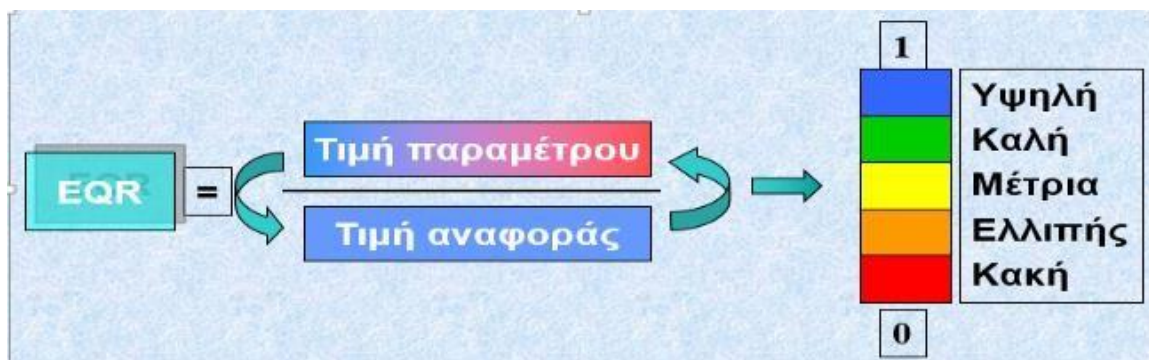 1
Υψηλή
Καλή
Μέτρια
Ελλιπής
Κακή
0
EQR
=
Τιμή παραμέτρου
Τιμή αναφοράς